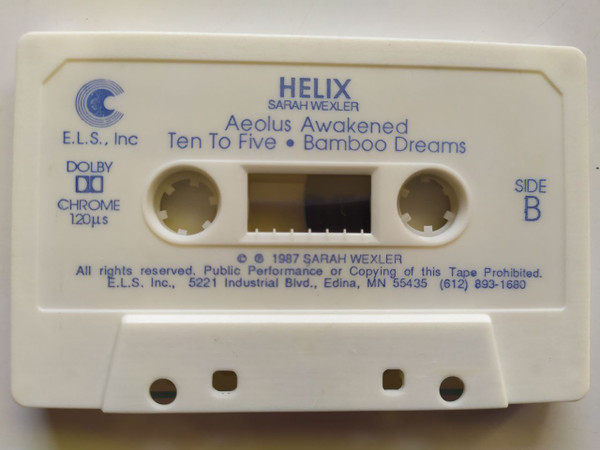 HELIX
SARAH WEXLER
Aeolus Awakened
Ten To Five • Bamboo Dreams
E.L.S., Inc
DOLBY
CHROME
120µs
SIDE
B
© ℗ 1987 SARAH WEXLER
All rights reserved. Public Performance or Copying of this Tape Prohibited.
E.L.S. Inc., 5221 Industrial Blvd., Edina, MN 55435 (612) 893-1680